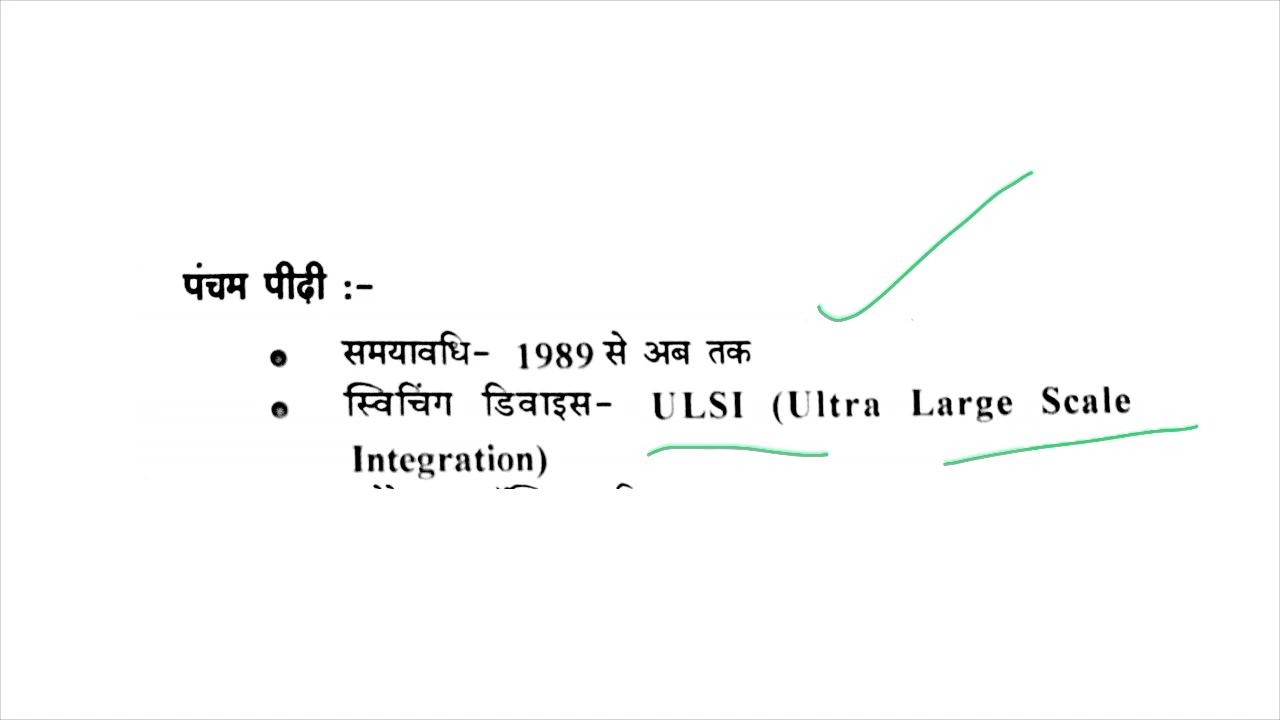 पंचम पीढ़ी :-
समयावधि- 1989 से अब तक
स्विचिंग डिवाइस- ULSI (Ultra Large Scale
Integration)